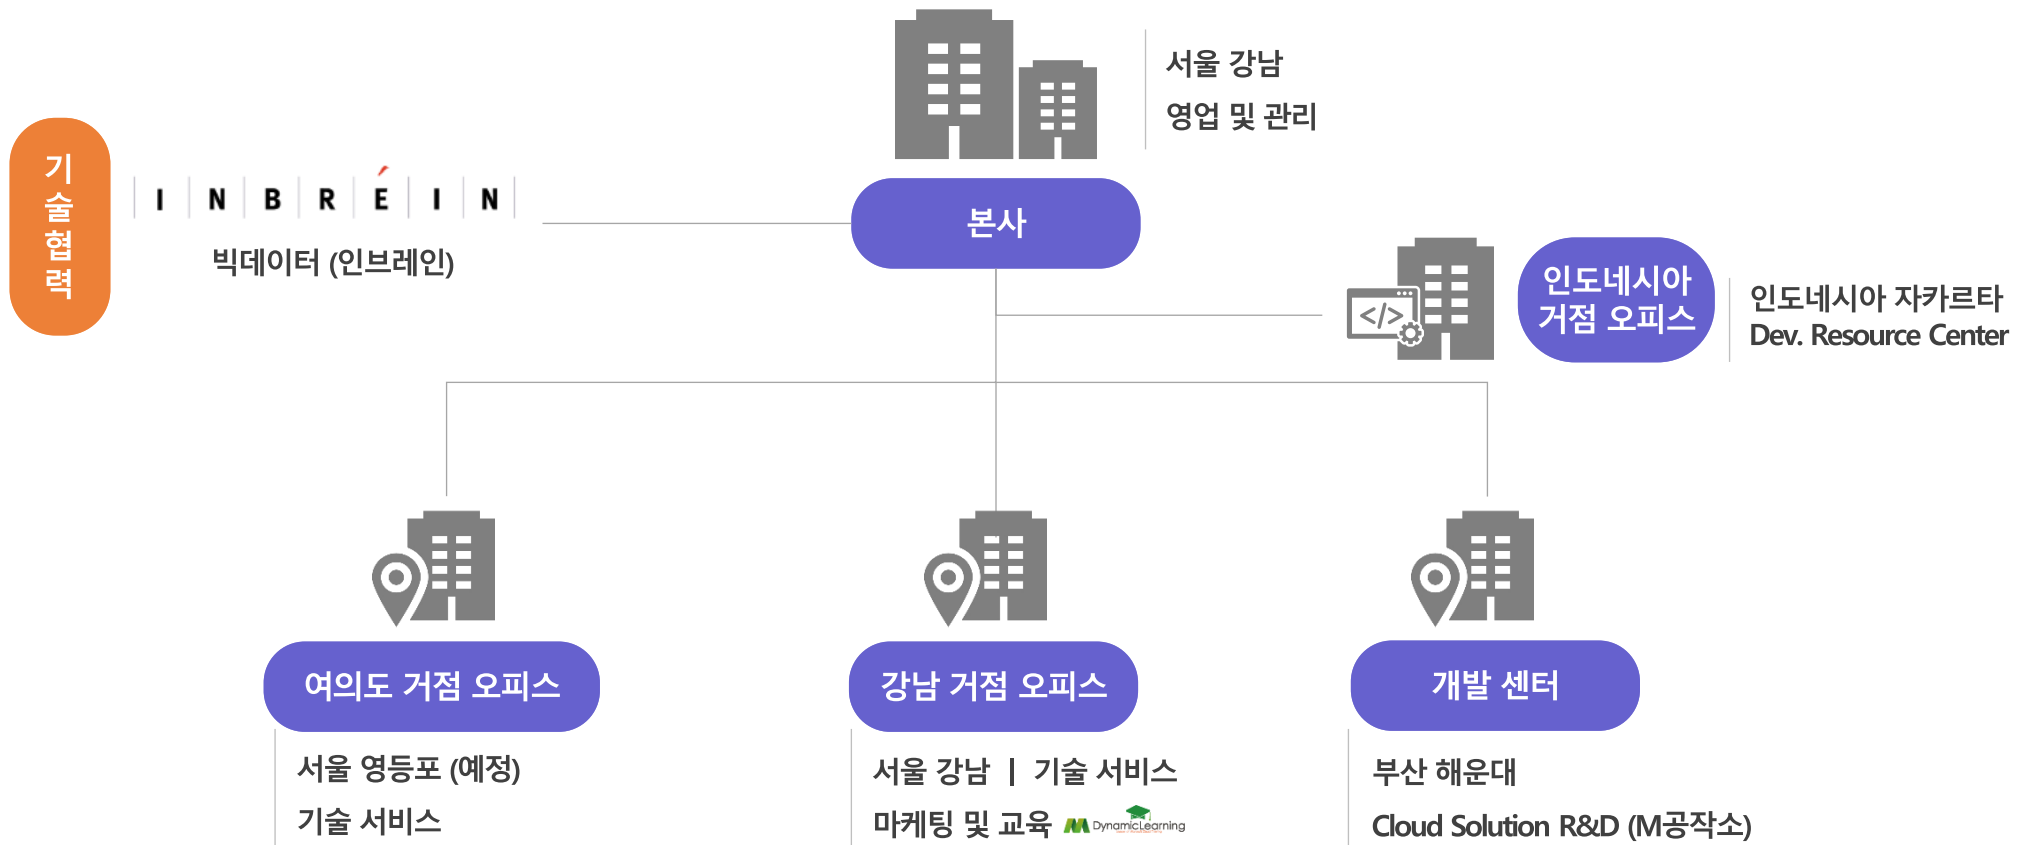 서울 강남
영업 및 관리
기술협력
INBRÉIN
빅데이터 (인브레인)
본사
인도네시아
거점 오피스
인도네시아 자카르타
Dev. Resource Center
</>
여의도 거점 오피스
서울 영등포 (예정)
기술 서비스
강남 거점 오피스
서울 강남 | 기술 서비스
마케팅 및 교육 DynamicLearning
개발 센터
부산 해운대
Cloud Solution R&D (M공작소)